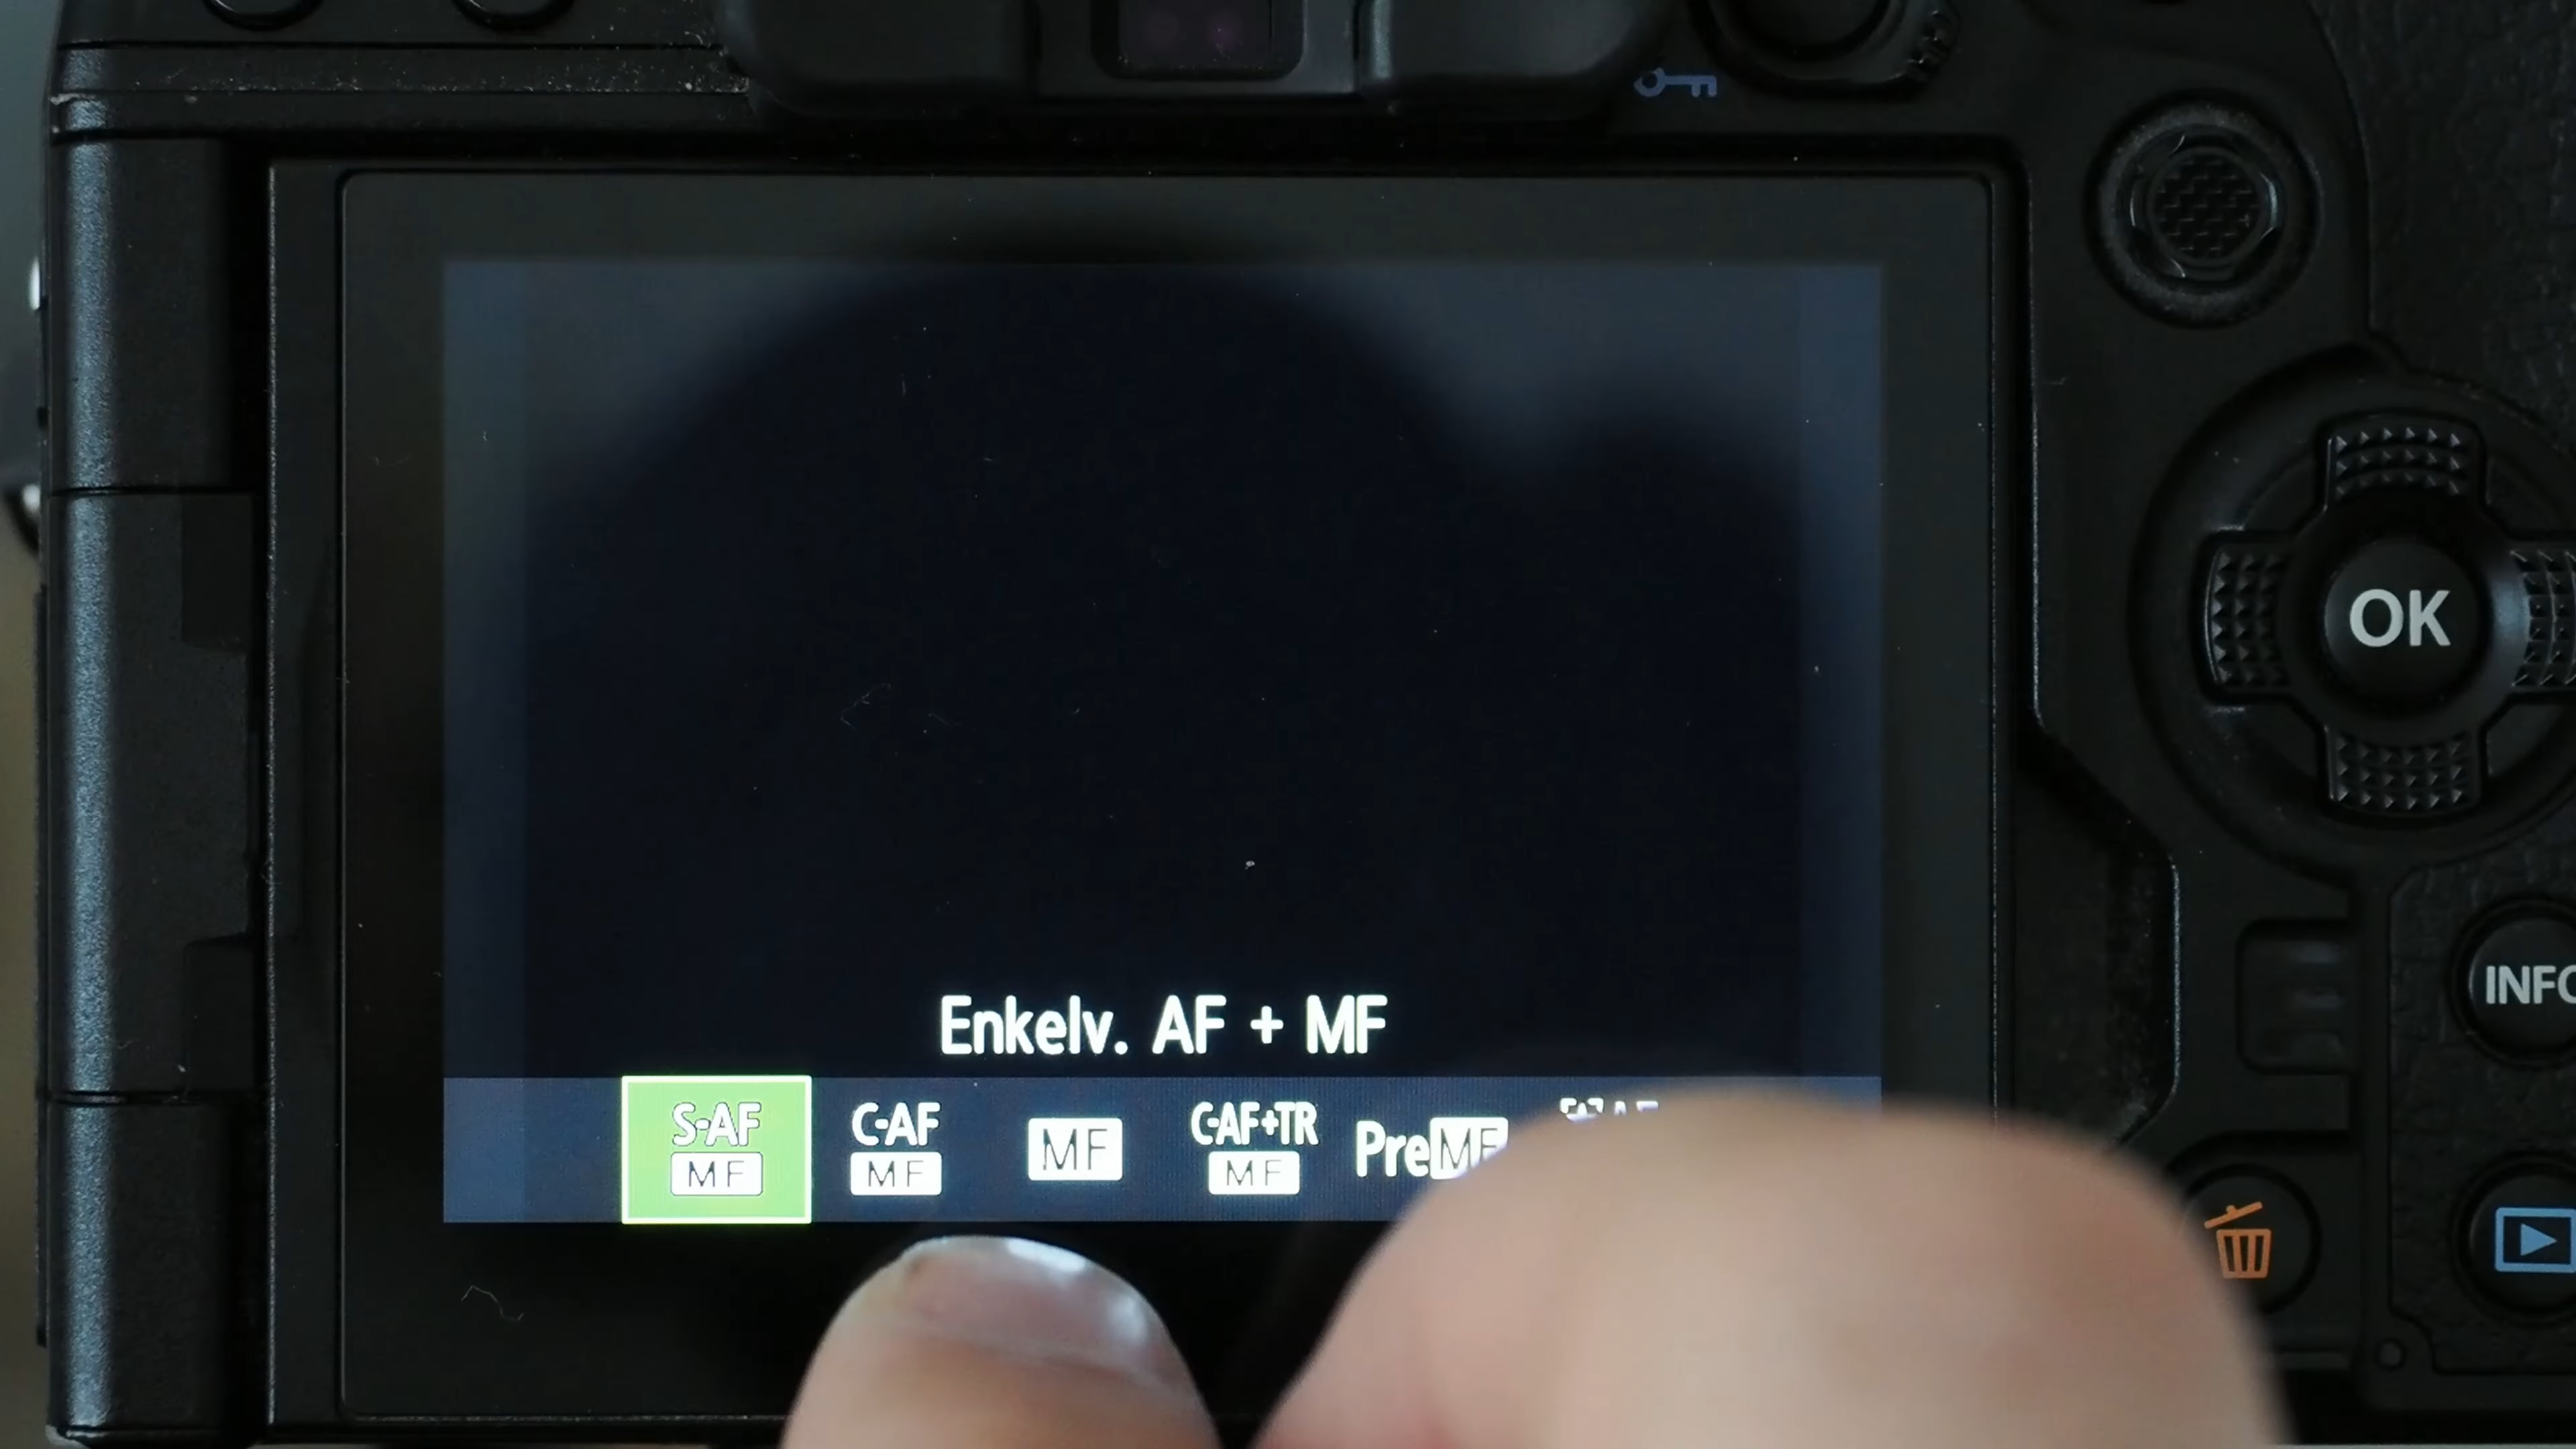 OK
INFO
Enkelv. AF + MF
S-AF C-AF MF C-AF+TR PreMF
MF MF MF